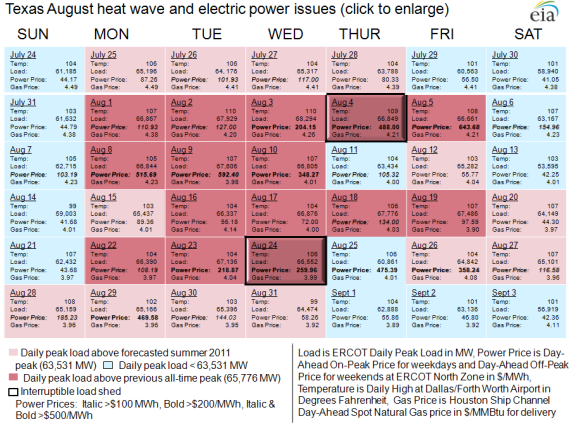 Texas August heat wave and electric power issues (click to enlarge)
eia
SUN MON TUE WED THUR FRI SAT
July 24 July 25 July 26 July 27 July 28 July 29 July 30
Temp: 104 Temp: 106 Temp: 106 Temp: 104 Temp: 104 Temp: 101 Temp: 101
Load: 61,185 Load: 65,196 Load: 64,176 Load: 65,317 Load: 63,788 Load: 60,563 Load: 58,940
Power Price: 44.17 Power Price: 87.26 Power Price: 101.93 Power Price: 117.00 Power Price: 80.33 Power Price: 56.50 Power Price: 41.05
Gas Price: 4.49 Gas Price: 4.49 Gas Price: 4.41 Gas Price: 4.41 Gas Price: 4.39 Gas Price: 4.41 Gas Price: 4.38
July 31 Aug 1 Aug 2 Aug 3 Aug 4 Aug 5 Aug 6
Temp: 103 Temp: 107 Temp: 110 Temp: Temp: 109 Temp: 108 Temp: 107
Load: 61,632 Load: 66,867 Load: 67,929 Load: 68,294 Load: 66,849 Load: 66,661 Load: 63,167
Power Price: 44.79 Power Price: 110.93 Power Price: 127.00 Power Price: 204.15 Power Price: Power Price: 643.68 Power Price: 154.96
Gas Price: 4.38 Gas Price: 4.38 Gas Price: 4.20 Gas Price: 4.26 Gas Price: 4.21 Gas Price: 4.21 Gas Price: 4.23
Aug 7 Aug 8 Aug 9 Aug 10 Aug 11 Aug 12 Aug 13
Temp: 105 Temp: 105 Temp: Temp: 107 Temp: 104 Temp: 103 Temp: 103
Load: 62,715 Load: 66,844 Load: Load: 66,805 Load: 63,434 Load: 65,282 Load:
Power Price: 103.19 Power Price: 515.69 Power Price: 592.40 Power Price: 348.27 Power Price: 105.32 Power Price: 55.77 Power Price: 42.25
Gas Price: 4.23 Gas Price: 4.23 Gas Price: 3.98 Gas Price: 4.01 Gas Price: 4.00 Gas Price: 4.04 Gas Price: 4.01
Aug 14 Aug 15 Aug 16 Aug 17 Aug 18 Aug 19 Aug 20
Temp: 99 Temp: 103 Temp: 104 Temp: 104 Temp: 106 Temp: 107 Temp: 107
Load: 59,003 Load: 65,437 Load: 66,337 Load: 66,876 Load: 67,776 Load: 67,486 Load: 64,149
Power Price: 41.68 Power Price: 89.36 Power Price: Power Price: 72.00 Power Price: 134.00 Power Price: 97.59 Power Price: 44.30
Gas Price: 4.01 Gas Price: 4.01 Gas Price: 4.14 Gas Price: 4.00 Gas Price: 4.03 Gas Price: 3.90 Gas Price: 3.97
Aug 21 Aug 22 Aug 23 Aug 24 Aug 25 Aug 26 Aug 27
Temp: 107 Temp: 104 Temp: 104 Temp: 106 Temp: 106 Temp: 104 Temp: 107
Load: 62,432 Load: 66,390 Load: 67,136 Load: 66,552 Load: 60,861 Load: 64,842 Load: 65,101
Power Price: 43.68 Power Price: 108.19 Power Price: 218.87 Power Price: 259.96 Power Price: 475.39 Power Price: 358.24 Power Price: 116.58
Gas Price: 3.97 Gas Price: 3.97 Gas Price: 4.04 Gas Price: 3.99 Gas Price: 4.01 Gas Price: 4.08 Gas Price: 3.96
Aug 28 Aug 29 Aug 30 Aug 31 Sept 1 Sept 2 Sept 3
Temp: 108 Temp: 102 Temp: 103 Temp: 99 Temp: 104 Temp: 101 Temp: 101
Load: 65,159 Load: 65,166 Load: 65,396 Load: 64,474 Load: 62,888 Load: 63,136 Load: 56,919
Power Price: 185.23 Power Price: 469.58 Power Price: 144.03 Power Price: 58.26 Power Price: 55.86 Power Price: 46.80 Power Price: 42.36
Gas Price: 3.96 Gas Price: 3.96 Gas Price: 3.95 Gas Price: 3.92 Gas Price: 3.89 Gas Price: 3.92 Gas Price: 4.11
Daily peak load above forecasted summer 2011
peak (63,531 MW) Daily peak load < 63,531 MW
Daily peak load above previous all-time peak (65,776 MW)
Interruptible load shed
Power Prices: Italic >$100 MWh, Bold >$200/MWh, Italic &
Bold >$500/MWh
Load is ERCOT Daily Peak Load in MW, Power Price is Day-
Ahead On-Peak Price for weekdays and Day-Ahead Off-Peak
Price for weekends at ERCOT North Zone in $/MWh,
Temperature is Daily High at Dallas/Forth Worth Airport in
Degrees Fahrenheit, Gas Price is Houston Ship Channel
Day-Ahead Spot Natural Gas price in $/MMBtu for delivery